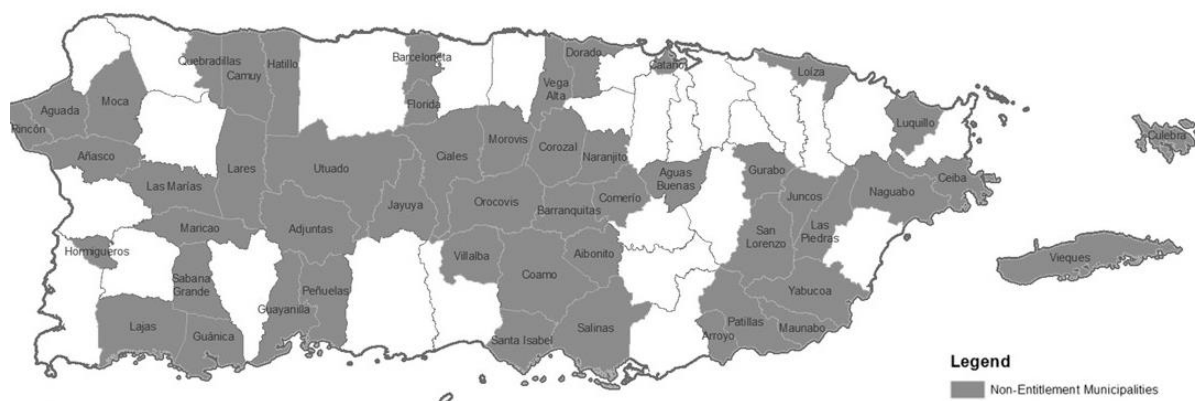 Quebradillas
Camuy
Hatillo
Barceloneta
Dorado
Cataño
Loíza
Moca
Aguada
Rincón
Añasco
Florida
Vega
Alta
Luquillo
Culebra
Lares
Utuado
Ciales
Morovis
Corozal
Naranjito
Las Marías
Jayuya
Orocovis
Barranquitas
Comerío
Aguas
Buenas
Gurabo
Juncos
Naguabo
Ceiba
Maricao
Adjuntas
San
Lorenzo
Las
Piedras
Hormigueros
Sabana
Grande
Villalba
Coamo
Aibonito
Vieques
Guayanilla
Peñuelas
Yabucoa
Lajas
Guánica
Santa Isabel
Salinas
Arroyo
Patillas
Maunabo
Legend
Non-Entitlement Municipalities